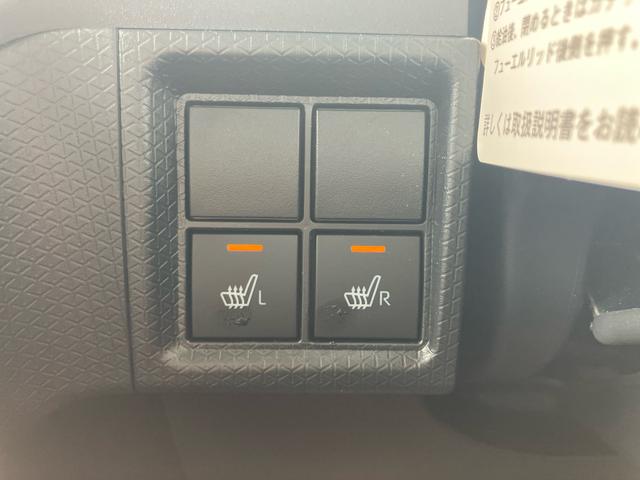 給油後、閉めるときは
フューエルリッド後側を押す。
詳しくは取扱説明書をお読
L
R